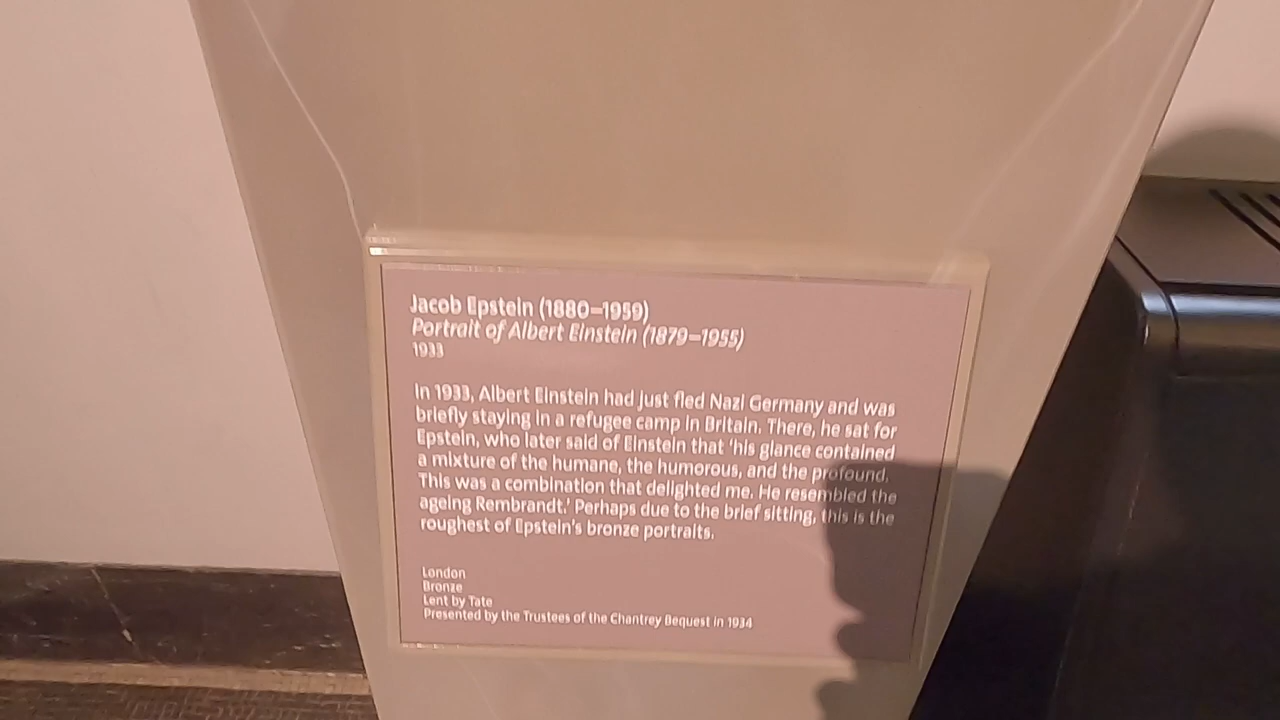 Jacob Epstein (1880–1959)
Portrait of Albert Einstein (1879–1955)
1933
In 1933, Albert Einstein had just fled Nazi Germany and was
briefly staying in a refugee camp in Britain. There, he sat for
Epstein, who later said of Einstein that ‘his glance contained
a mixture of the humane, the humorous, and the profound.
This was a combination that delighted me. He resembled the
ageing Rembrandt.’ Perhaps due to the brief sitting, this is the
roughest of Epstein’s bronze portraits.
London
Bronze
Lent by Tate
Presented by the Trustees of the Chantrey Bequest in 1934